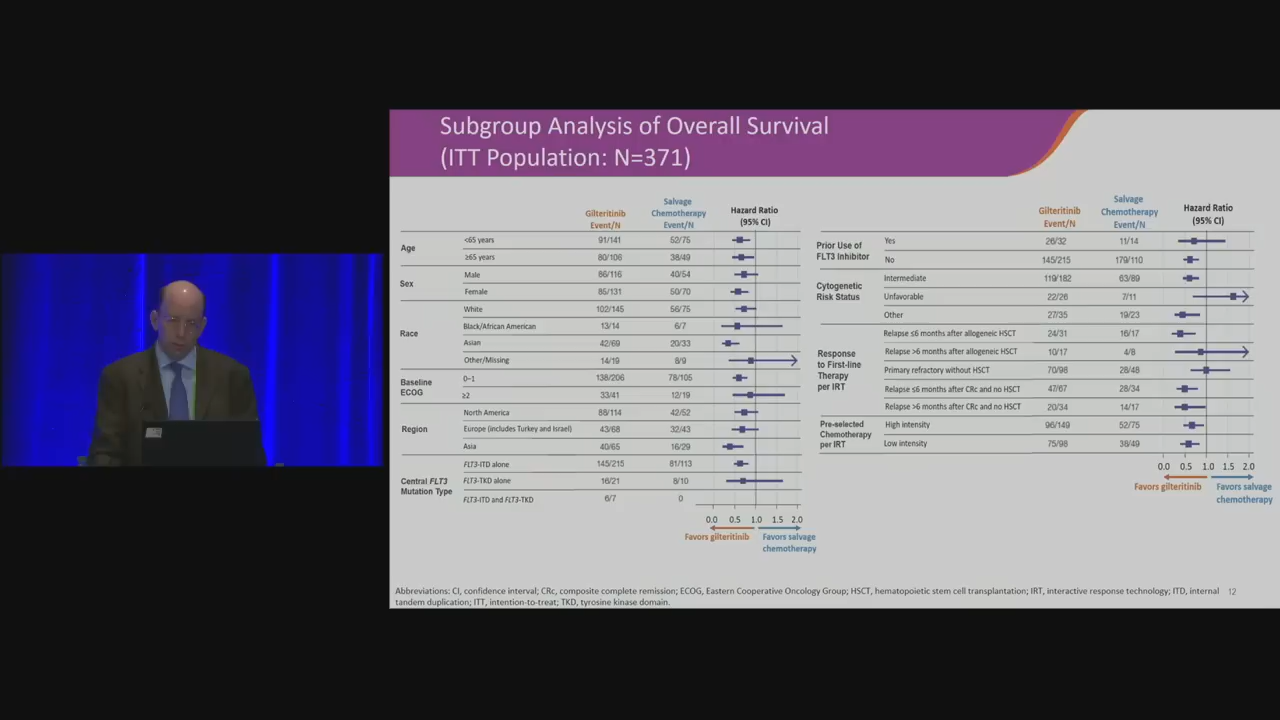 Subgroup Analysis of Overall Survival
(ITT Population: N=371)
Gilteritinib Event/N Salvage Chemotherapy Event/N Hazard Ratio (95% CI)
Age
<65 years 91/141 52/75
≥65 years 80/106 38/49
Sex
Male 86/116 40/54
Female 85/131 50/70
Race
White 102/145 56/75
Black/African American 13/14 6/7
Asian 42/69 20/33
Other/Missing 14/19 8/9
Baseline ECOG
0–1 138/206 78/105
≥2 33/41 12/19
Region
North America 88/114 42/52
Europe (includes Turkey and Israel) 43/68 32/43
Asia 40/65 16/29
Central FLT3 Mutation Type
FLT3-ITD alone 145/215 81/113
FLT3-TKD alone 16/21 8/10
FLT3-ITD and FLT3-TKD 6/7 0
0.0 0.5 1.0 1.5 2.0
Favors gilteritinib Favors salvage chemotherapy
Gilteritinib Event/N Salvage Chemotherapy Event/N Hazard Ratio (95% CI)
Prior Use of FLT3 Inhibitor
Yes 26/32 11/14
No 145/215 179/110
Cytogenetic Risk Status
Intermediate 119/182 63/89
Unfavorable 22/26 7/11
Other 27/35 19/23
Response to First-line Therapy per IRT
Relapse ≤6 months after allogeneic HSCT 24/31 16/17
Relapse >6 months after allogeneic HSCT 10/17 4/8
Primary refractory without HSCT 70/98 28/48
Relapse ≤6 months after CRc and no HSCT 47/67 28/34
Relapse >6 months after CRc and no HSCT 20/34 14/17
Pre-selected Chemotherapy per IRT
High intensity 96/149 52/75
Low intensity 75/98 38/49
0.0 0.5 1.0 1.5 2.0
Favors gilteritinib Favors salvage chemotherapy
Abbreviations: CI, confidence interval; CRc, composite complete remission; ECOG, Eastern Cooperative Oncology Group; HSCT, hematopoietic stem cell transplantation; IRT, interactive response technology; ITD, internal
tandem duplication; ITT, intention-to-treat; TKD, tyrosine kinase domain.
12